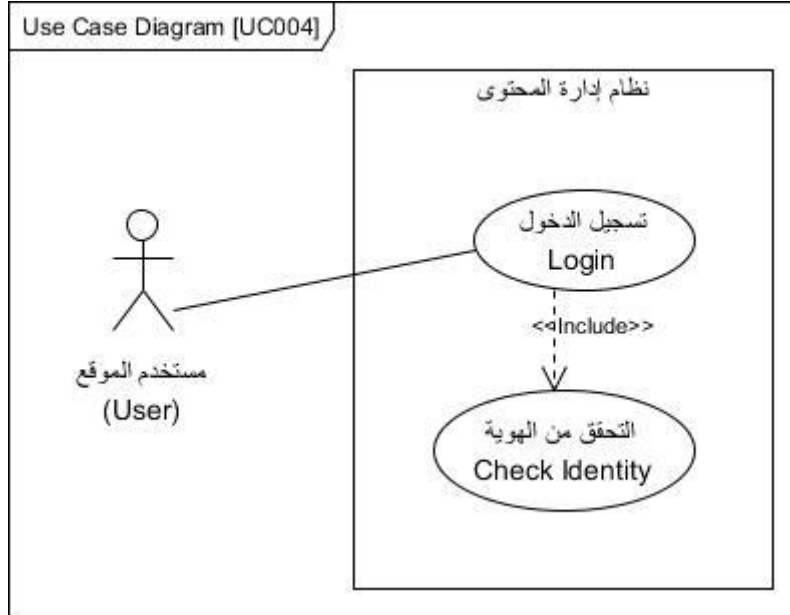 Use Case Diagram [UC004]
نظام إدارة المحتوى
تسجيل الدخول
Login
<<Include>>
مستخدم الموقع
(User)
التحقق من الهوية
Check Identity